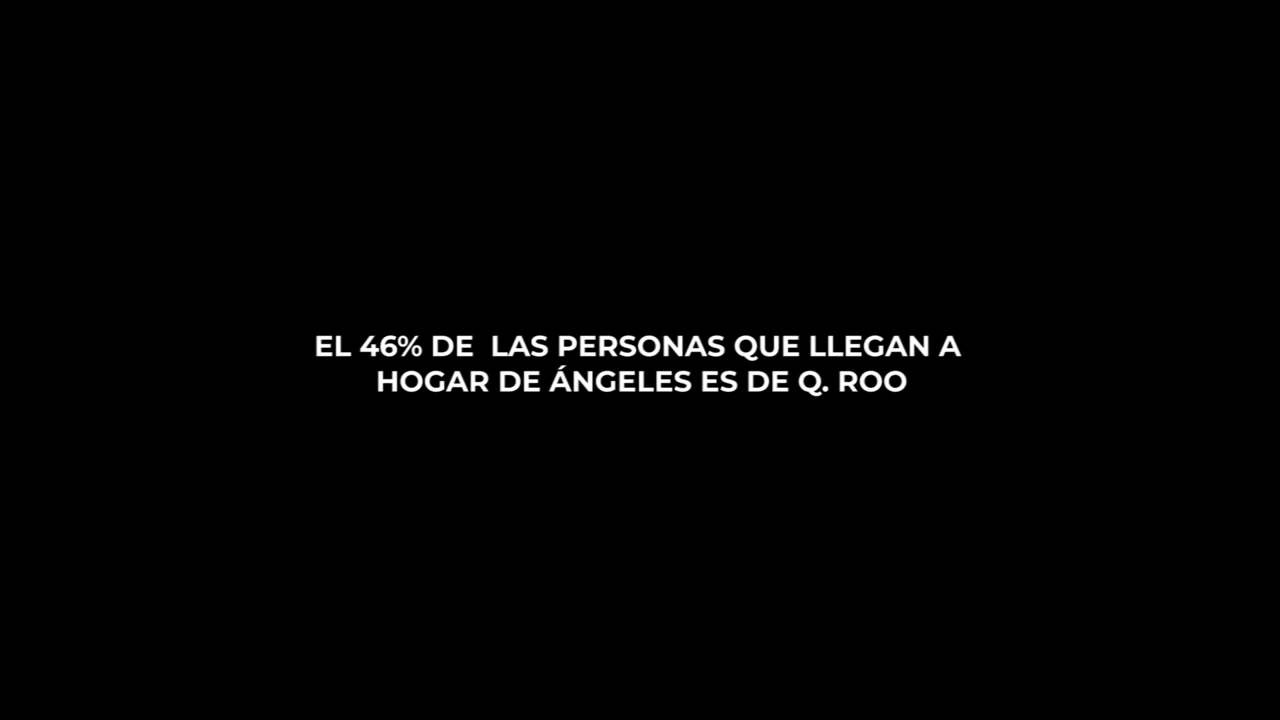 EL 46% DE  LAS PERSONAS QUE LLEGAN A
HOGAR DE ÁNGELES ES DE Q. ROO